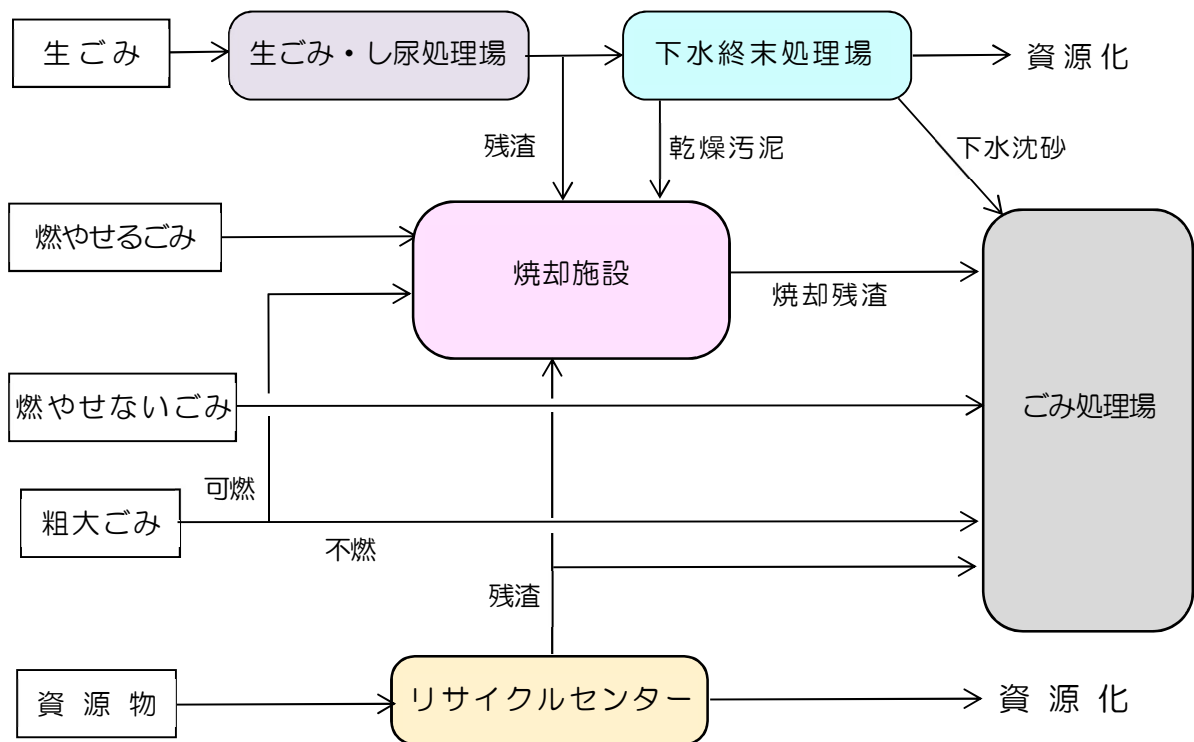 生ごみ
生ごみ・し尿処理場
下水終末処理場
資源化
残渣
乾燥汚泥
下水沈砂
燃やせるごみ
焼却施設
焼却残渣
燃やせないごみ
ごみ処理場
可燃
粗大ごみ
不燃
残渣
資源物
リサイクルセンター
資源化